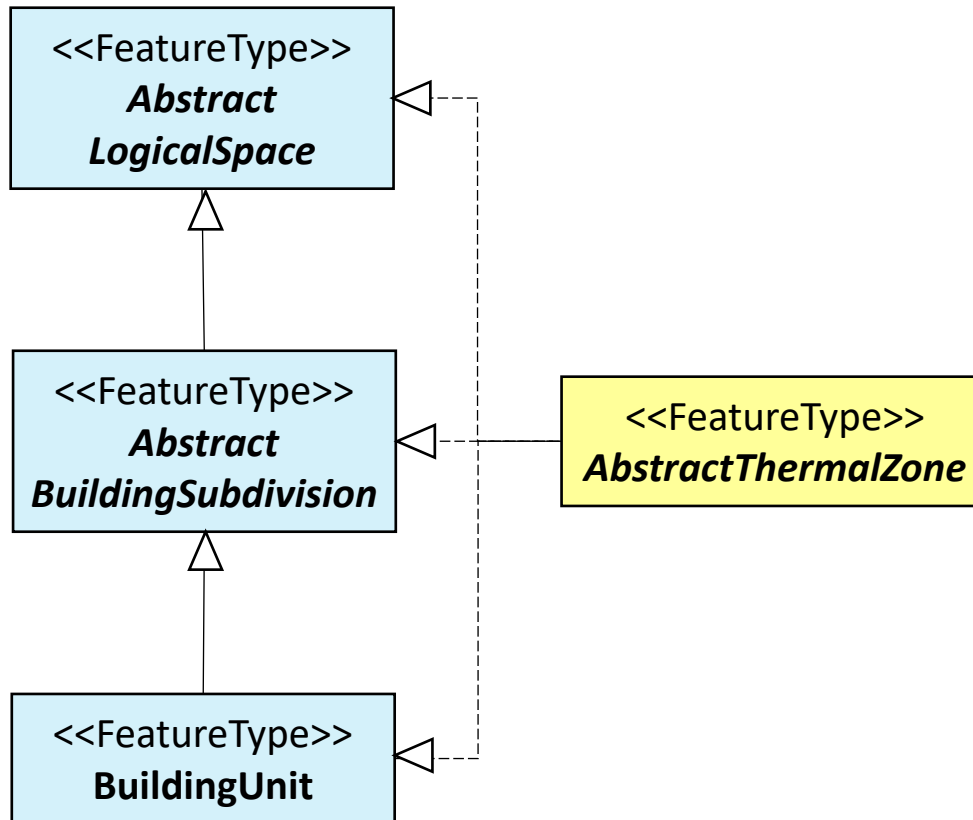 <<FeatureType>>
Abstract
LogicalSpace
<<FeatureType>>
Abstract
BuildingSubdivision
<<FeatureType>>
AbstractThermalZone
<<FeatureType>>
BuildingUnit